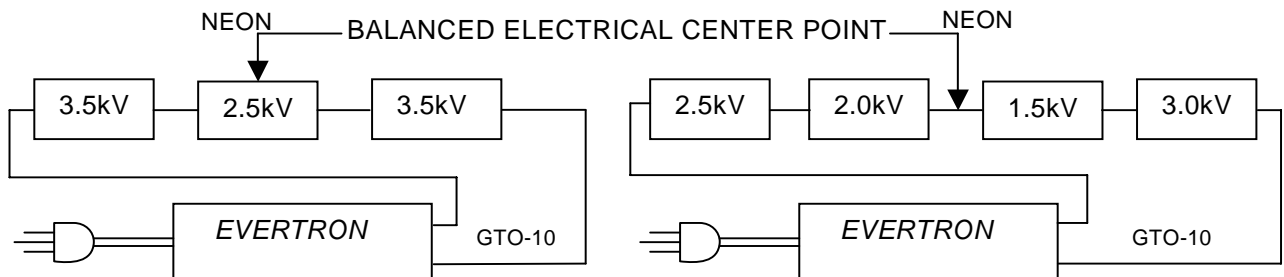 NEON BALANCED ELECTRICAL CENTER POINT NEON
3.5kV 2.5kV 3.5kV 2.5kV 2.0kV 1.5kV 3.0kV
EVERTRON GTO-10 EVERTRON GTO-10